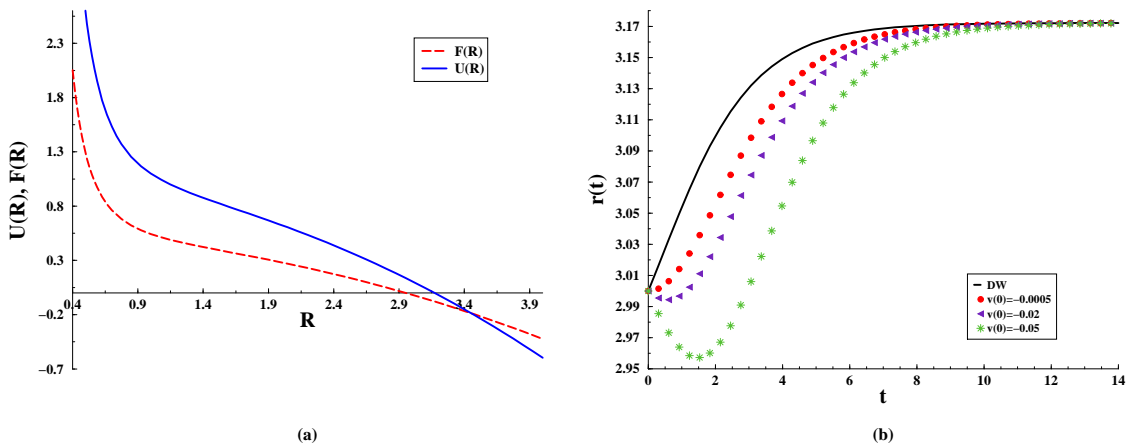 2.3
1.8
1.3
0.8
0.3
−0.2
−0.7
0.4 0.9 1.4 1.9 2.4 2.9 3.4 3.9
U(R), F(R)
R
F(R)
U(R)
(a)
3.17
3.15
3.13
3.11
3.09
3.07
3.05
3.03
3.01
2.99
2.97
2.95
0 2 4 6 8 10 12 14
r(t)
t
DW
v(0)=−0.0005
v(0)=−0.02
v(0)=−0.05
(b)